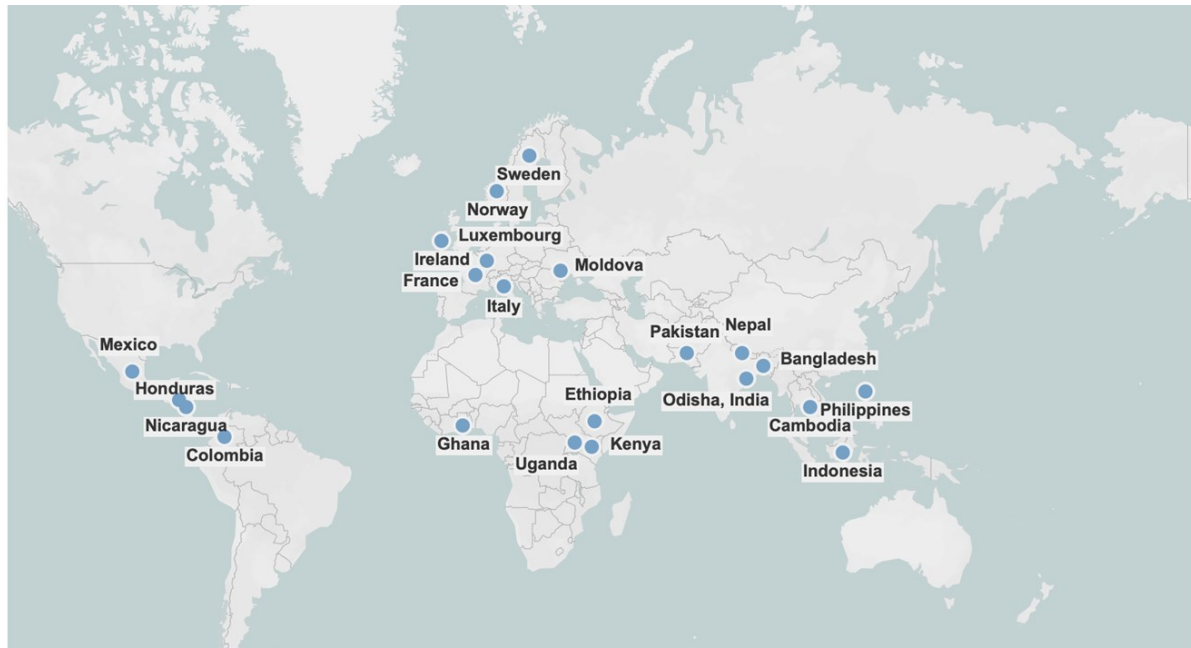 Sweden
Norway
Luxembourg
Ireland
Moldova
France
Italy
Mexico
Pakistan
Nepal
Bangladesh
Honduras
Ethiopia
Odisha, India
Philippines
Nicaragua
Cambodia
Ghana
Kenya
Colombia
Uganda
Indonesia